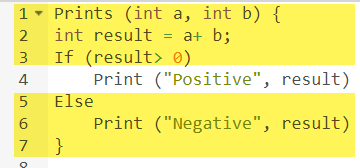 1 Prints (int a, int b) {
2 int result = a+ b;
3 If (result> 0)
4 Print ("Positive", result)
5 Else
6 Print ("Negative", result)
7 }